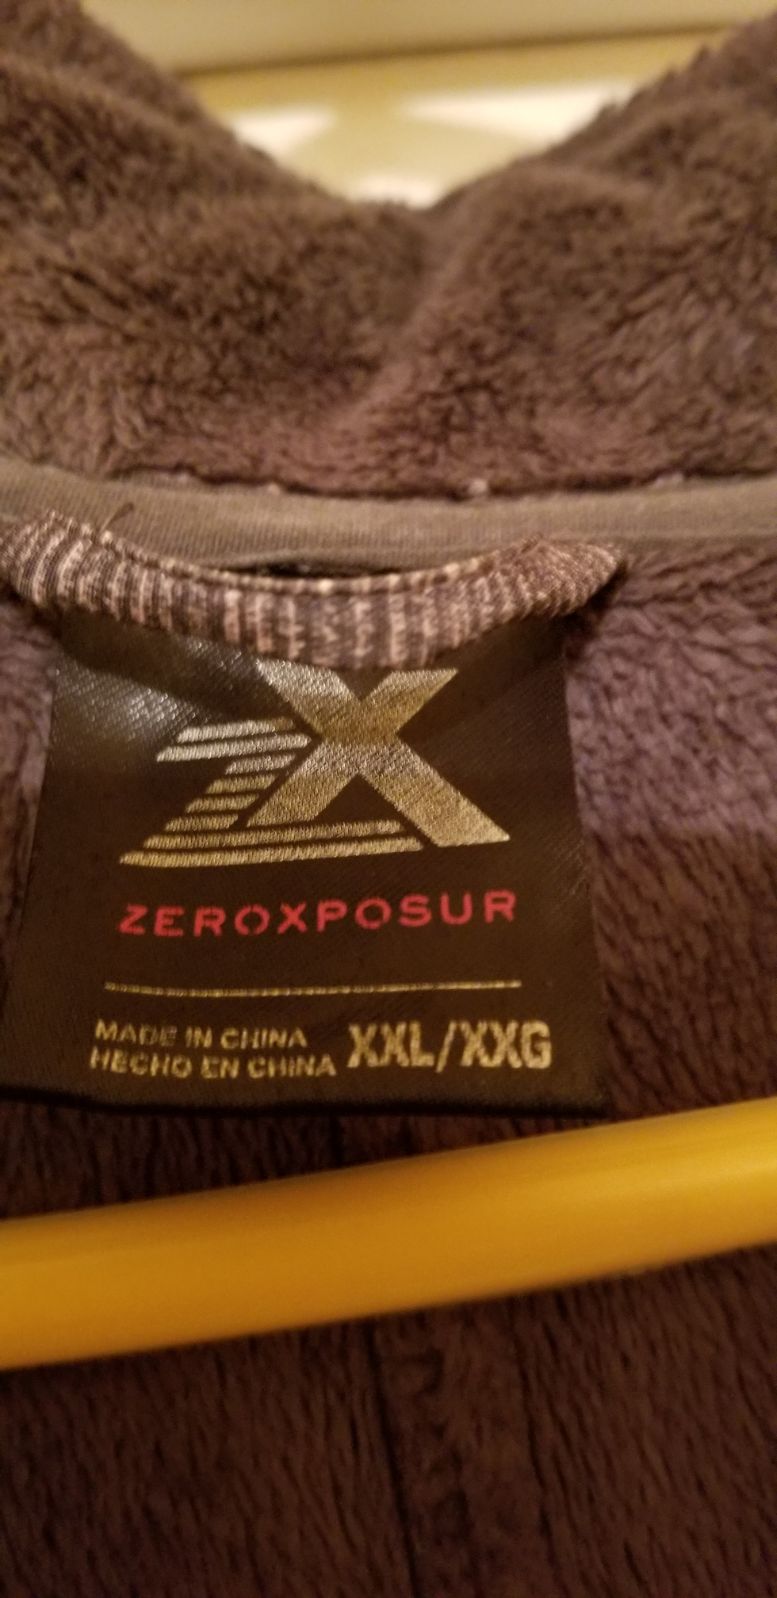 ZX
ZEROXPOSUR
MADE IN CHINA
HECHO EN CHINA
XXL/XXG